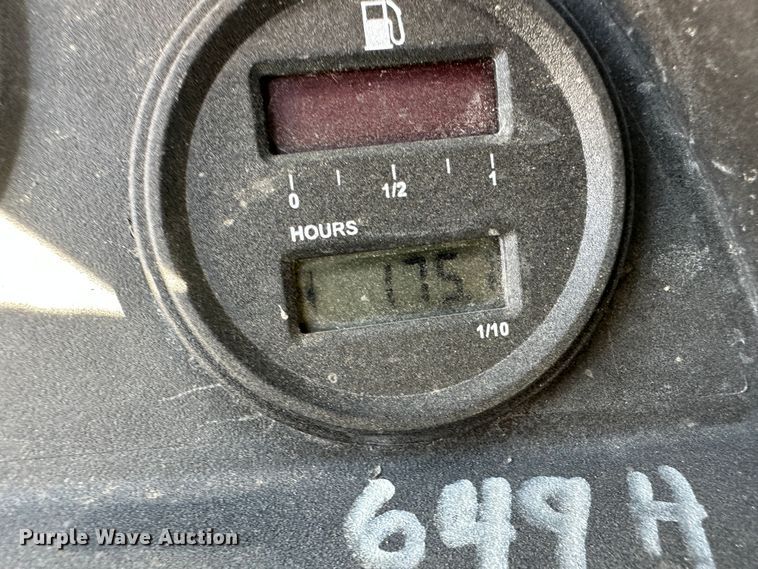 0 1/2 1
HOURS
175.
1/10
649 H
Purple Wave Auction